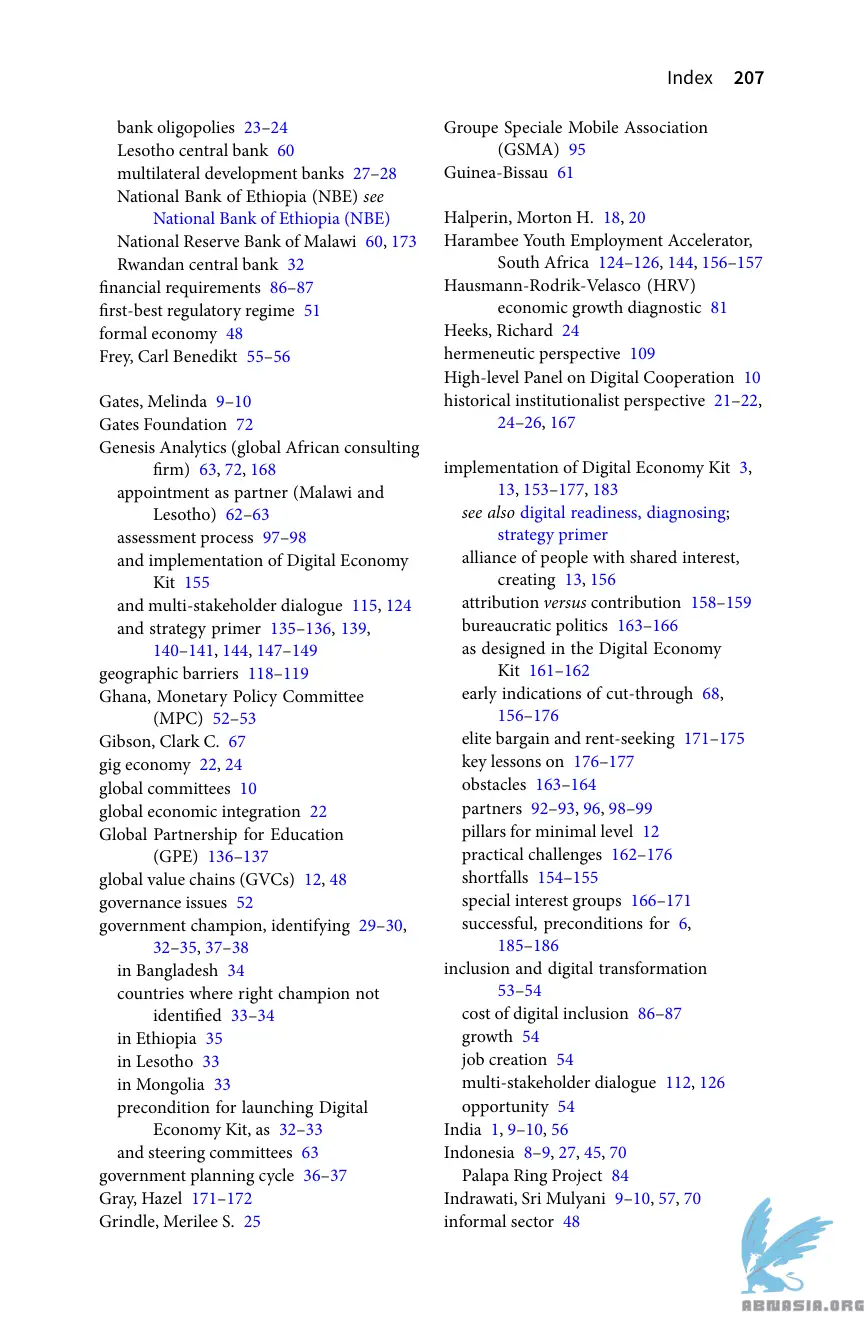 Index 207
bank oligopolies 23–24
Lesotho central bank 60
multilateral development banks 27–28
National Bank of Ethiopia (NBE) see
National Bank of Ethiopia (NBE)
National Reserve Bank of Malawi 60, 173
Rwandan central bank 32
financial requirements 86–87
first-best regulatory regime 51
formal economy 48
Frey, Carl Benedikt 55–56
Gates, Melinda 9–10
Gates Foundation 72
Genesis Analytics (global African consulting
firm) 63, 72, 168
appointment as partner (Malawi and
Lesotho) 62–63
assessment process 97–98
and implementation of Digital Economy
Kit 155
and multi-stakeholder dialogue 115, 124
and strategy primer 135–136, 139,
140–141, 144, 147–149
geographic barriers 118–119
Ghana, Monetary Policy Committee
(MPC) 52–53
Gibson, Clark C. 67
gig economy 22, 24
global committees 10
global economic integration 22
Global Partnership for Education
(GPE) 136–137
global value chains (GVCs) 12, 48
governance issues 52
government champion, identifying 29–30,
32–35, 37–38
in Bangladesh 34
countries where right champion not
identified 33–34
in Ethiopia 35
in Lesotho 33
in Mongolia 33
precondition for launching Digital
Economy Kit, as 32–33
and steering committees 63
government planning cycle 36–37
Gray, Hazel 171–172
Grindle, Merilee S. 25
Groupe Speciale Mobile Association
(GSMA) 95
Guinea-Bissau 61
Halperin, Morton H. 18, 20
Harambee Youth Employment Accelerator,
South Africa 124–126, 144, 156–157
Hausmann-Rodrik-Velasco (HRV)
economic growth diagnostic 81
Heeks, Richard 24
hermeneutic perspective 109
High-level Panel on Digital Cooperation 10
historical institutionalist perspective 21–22,
24–26, 167
implementation of Digital Economy Kit 3,
13, 153–177, 183
see also digital readiness, diagnosing;
strategy primer
alliance of people with shared interest,
creating 13, 156
attribution versus contribution 158–159
bureaucratic politics 163–166
as designed in the Digital Economy
Kit 161–162
early indications of cut-through 68,
156–176
elite bargain and rent-seeking 171–175
key lessons on 176–177
obstacles 163–164
partners 92–93, 96, 98–99
pillars for minimal level 12
practical challenges 162–176
shortfalls 154–155
special interest groups 166–171
successful, preconditions for 6,
185–186
inclusion and digital transformation
53–54
cost of digital inclusion 86–87
growth 54
job creation 54
multi-stakeholder dialogue 112, 126
opportunity 54
India 1, 9–10, 56
Indonesia 8–9, 27, 45, 70
Palapa Ring Project 84
Indrawati, Sri Mulyani 9–10, 57, 70
informal sector 48
ABNASIA.ORG